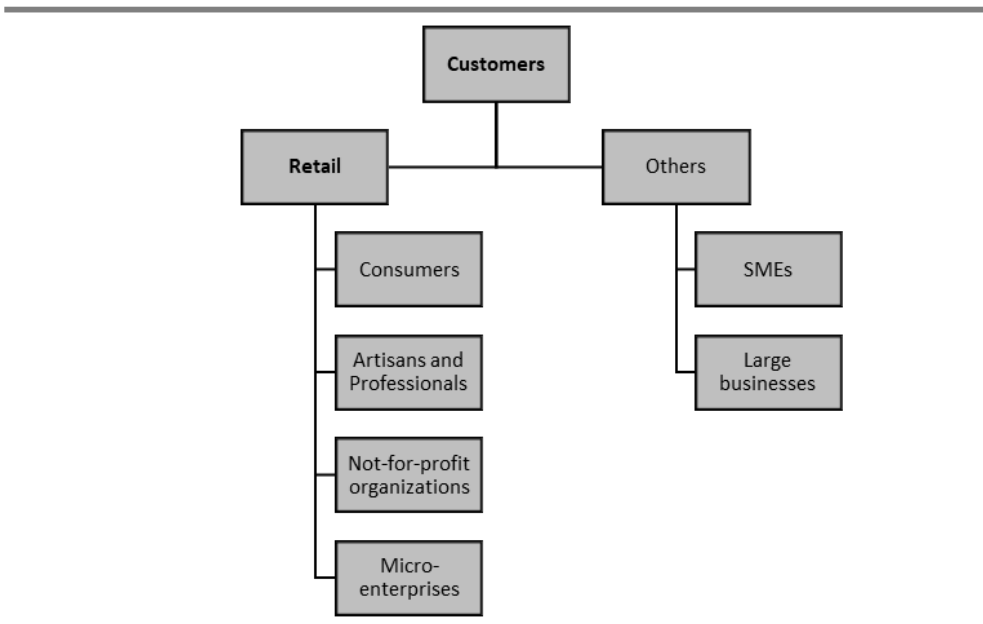 Customers
Retail
Others
Consumers
SMEs
Artisans and
Professionals
Large
businesses
Not-for-profit
organizations
Micro-
enterprises